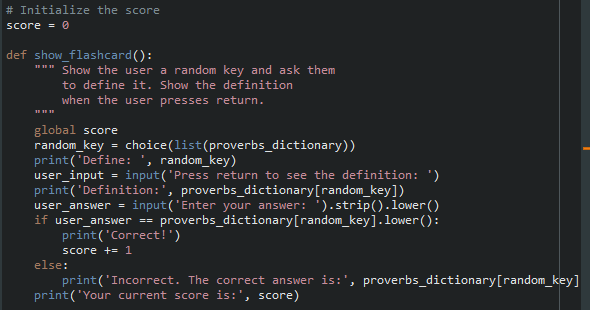 # Initialize the score
score = 0

def show_flashcard():
    """ Show the user a random key and ask them
        to define it. Show the definition
        when the user presses return.
    """
    global score
    random_key = choice(list(proverbs_dictionary))
    print('Define: ', random_key)
    user_input = input('Press return to see the definition: ')
    print('Definition:', proverbs_dictionary[random_key])
    user_answer = input('Enter your answer: ').strip().lower()
    if user_answer == proverbs_dictionary[random_key].lower():
        print('Correct!')
        score += 1
    else:
        print('Incorrect. The correct answer is:', proverbs_dictionary[random_key]
    print('Your current score is:', score)